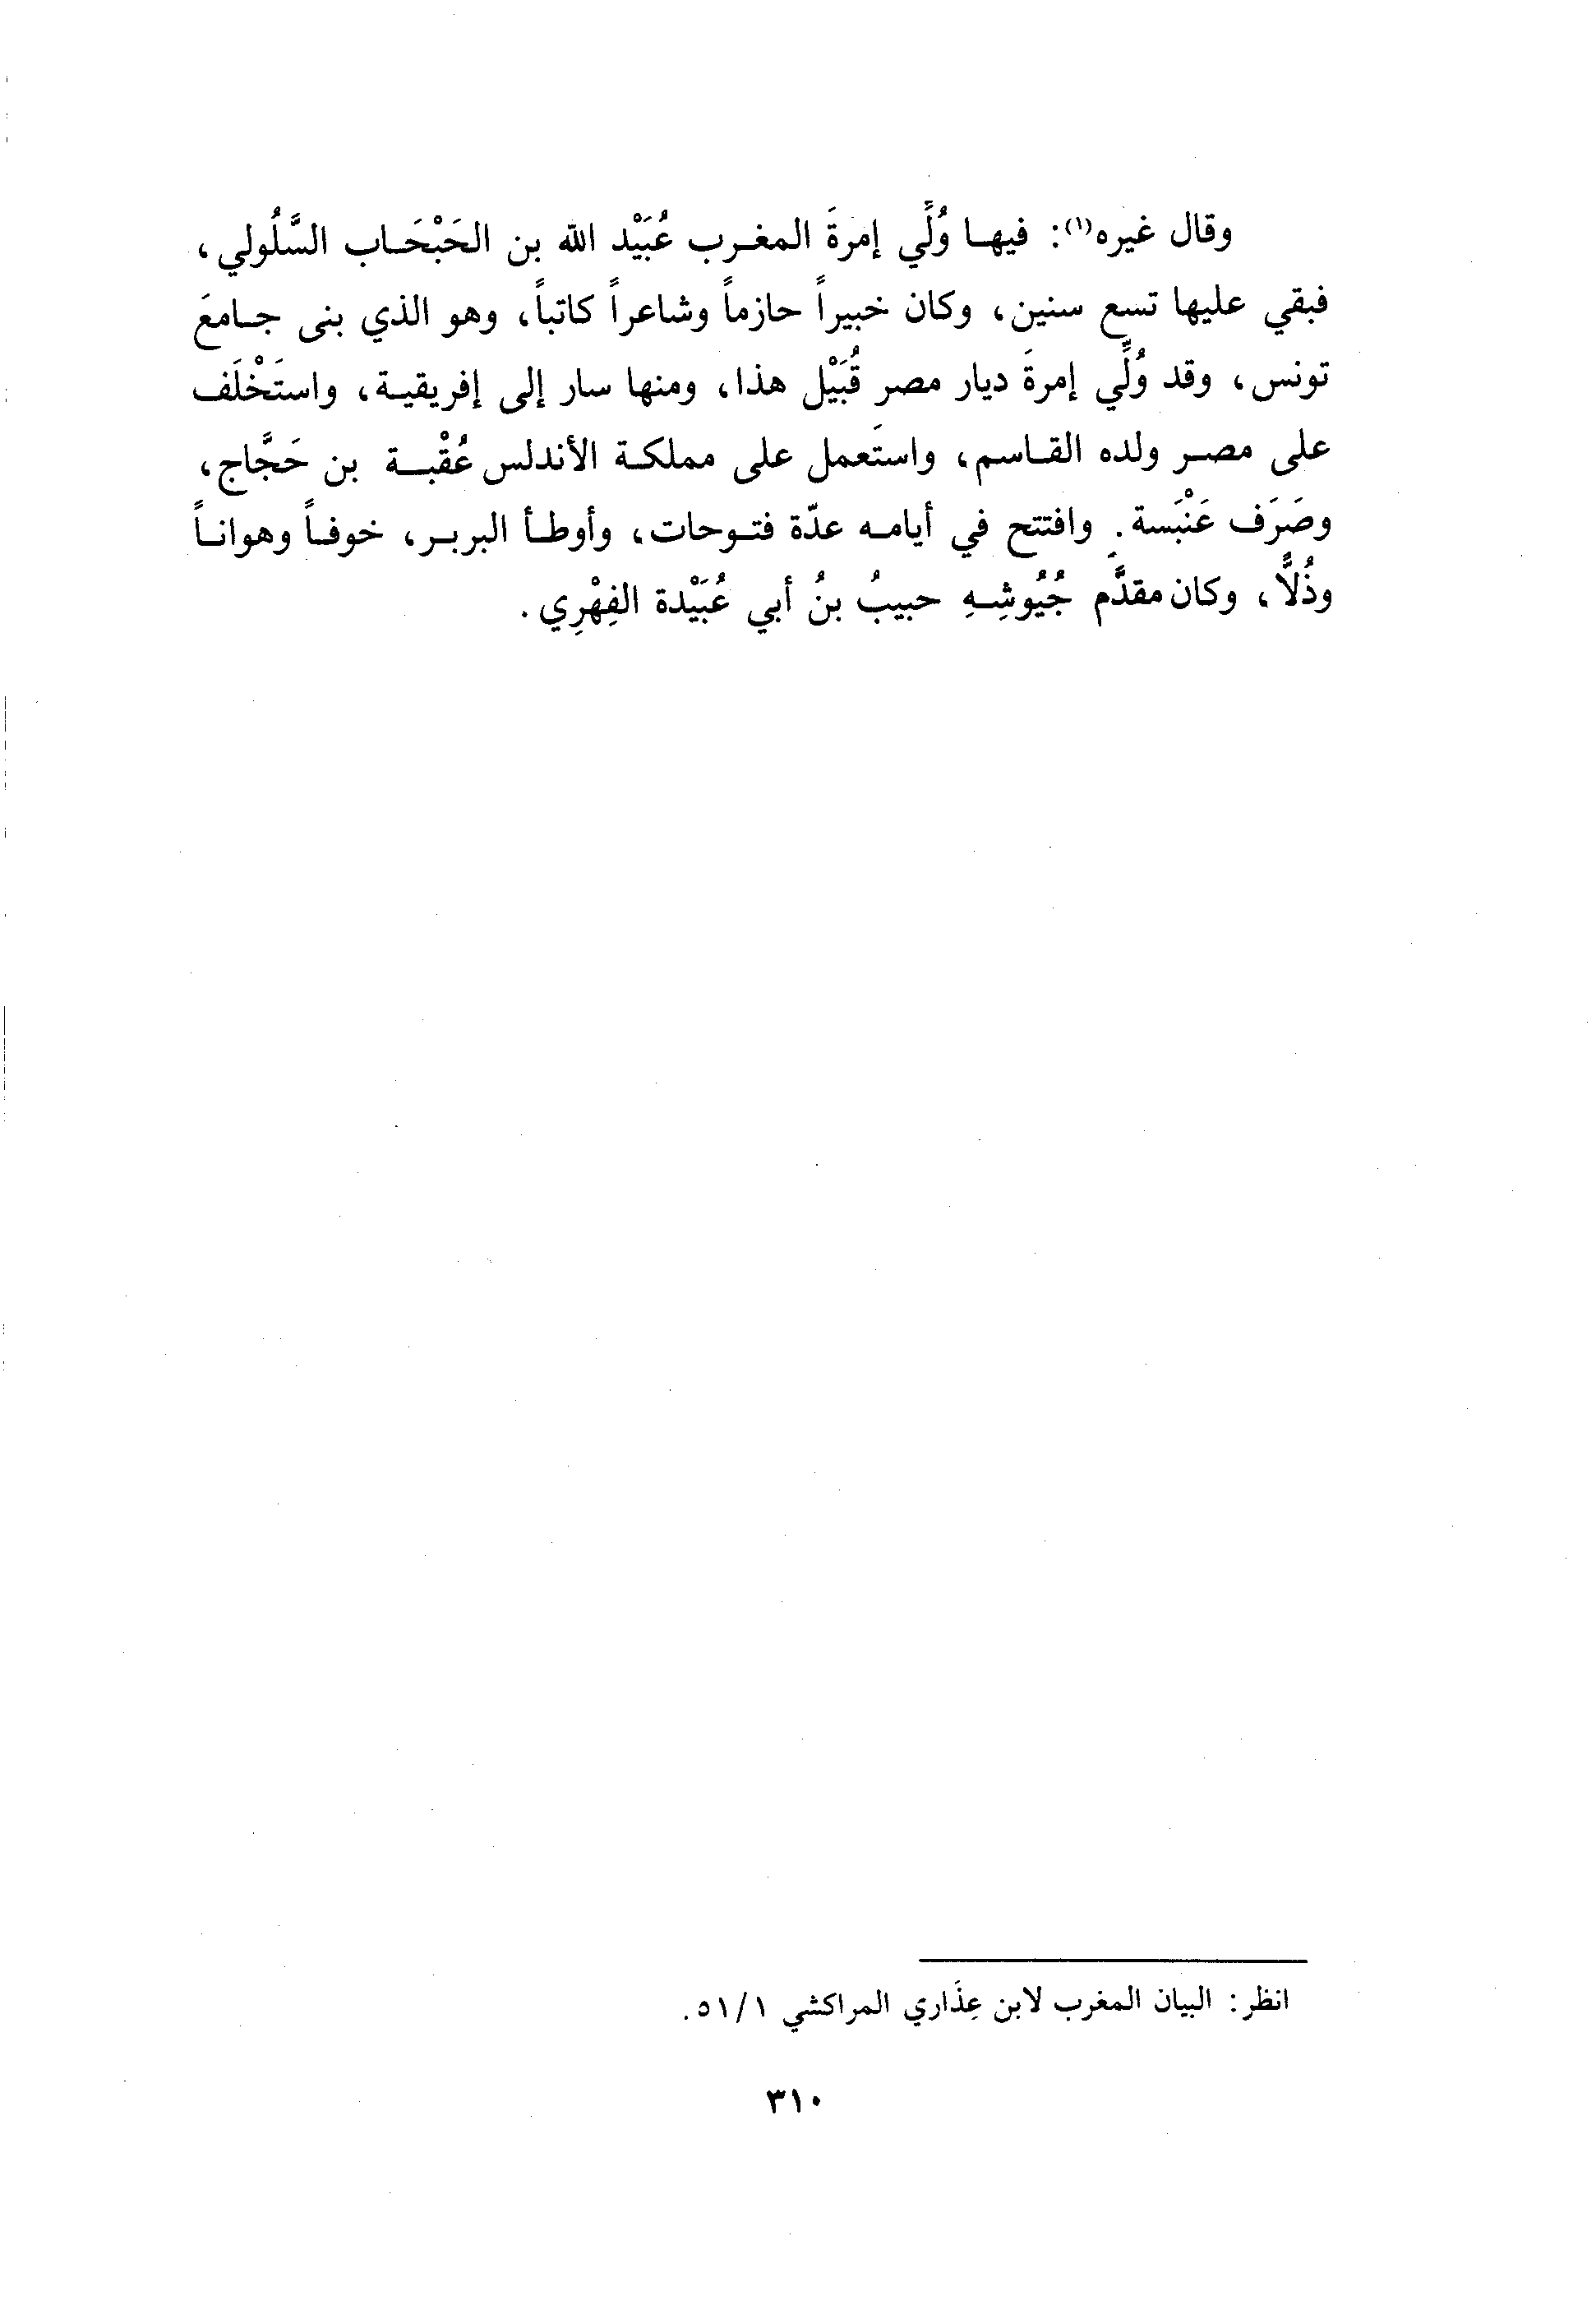 وقال غيره(١): فيها وُلِّي إمرةَ المغرب عُبَيْد الله بن الحَبْحَاب السَّلُولي،
فبقي عليها تسع سنين، وكان خبيراً حازماً وشاعراً كاتباً، وهو الذي بنى جامعَ
تونس، وقد وُلِّي إمرةَ ديار مصر قُبَيْل هذا، ومنها سار إلى إفريقية، واستَخْلَف
على مصر ولده القاسم، واستَعمل على مملكة الأندلس عُقْبة بن حَجَّاج،
وصَرَف عَنْبَسة. وافتتح في أيامه عدّة فتوحات، وأوطأ البربر، خوفاً وهواناً
وذُلاًّ، وكان مقدَّم جُيُوشِهِ حبيبُ بنُ أبي عُبَيْدة الفِهْرِي.
انظر: البيان المغرب لابن عِذَاري المراكشي ٥١/١.
٣١٠